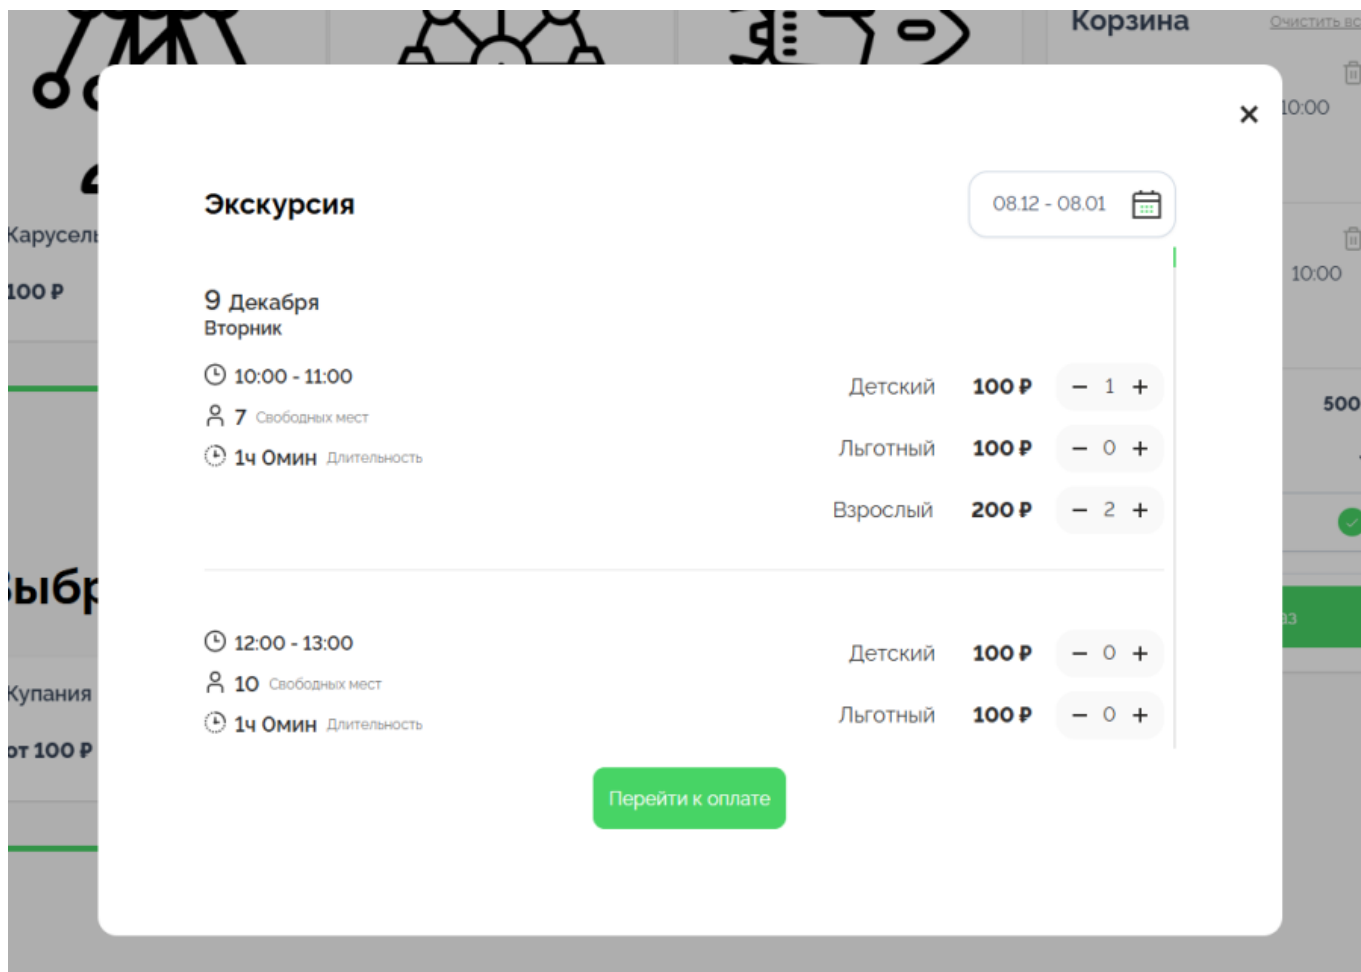 Корзина
Очистить вс
10:00
Экскурсия
08.12 - 08.01
Карусель
100 ₽
10:00
9 Декабря
Вторник
10:00 - 11:00
7 Свободных мест
1ч 0мин Длительность
Детский 100 ₽ − 1 +
Льготный 100 ₽ − 0 +
Взрослый 200 ₽ − 2 +
500
Выбр
аз
12:00 - 13:00
10 Свободных мест
1ч 0мин Длительность
Детский 100 ₽ − 0 +
Льготный 100 ₽ − 0 +
Купания
от 100 ₽
Перейти к оплате